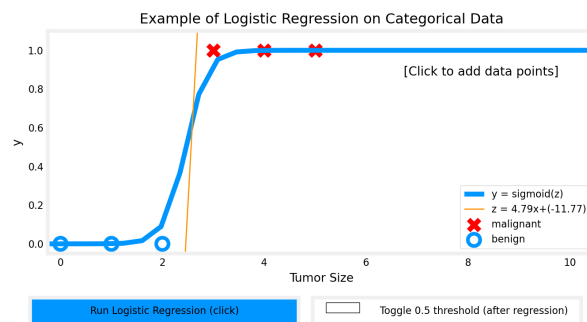 Example of Logistic Regression on Categorical Data
1.0
0.8
0.6
0.4
0.2
0.0
y
[Click to add data points]
y = sigmoid(z)
z = 4.79x+(-11.77)
malignant
benign
0 2 4 6 8 10
Tumor Size
Run Logistic Regression (click)
Toggle 0.5 threshold (after regression)